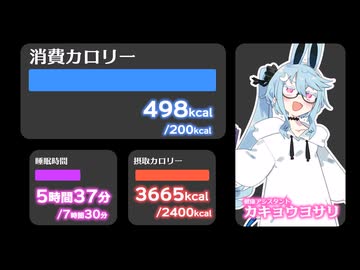 消費カロリー
498kcal
/200kcal
睡眠時間
5時間37分
/7時間30分
摂取カロリー
3665kcal
/2400kcal
健康アシスタント
カキョウヨサリ